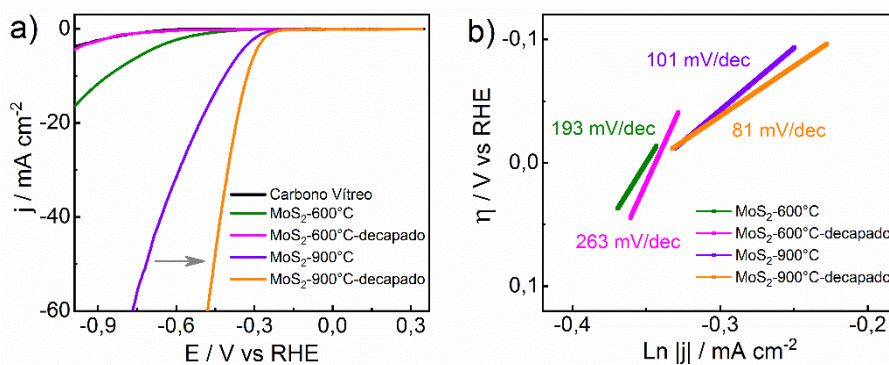 a)
0
-20
-40
-60
j / mA cm⁻²
-0,9
-0,6
-0,3
0,0
0,3
E / V vs RHE
Carbono Vítreo
MoS₂-600°C
MoS₂-600°C-decapado
MoS₂-900°C
MoS₂-900°C-decapado
b)
-0,1
0,0
0,1
η / V vs RHE
101 mV/dec
193 mV/dec
81 mV/dec
263 mV/dec
MoS₂-600°C
MoS₂-600°C-decapado
MoS₂-900°C
MoS₂-900°C-decapado
-0,4
-0,3
-0,2
Ln |j| / mA cm⁻²